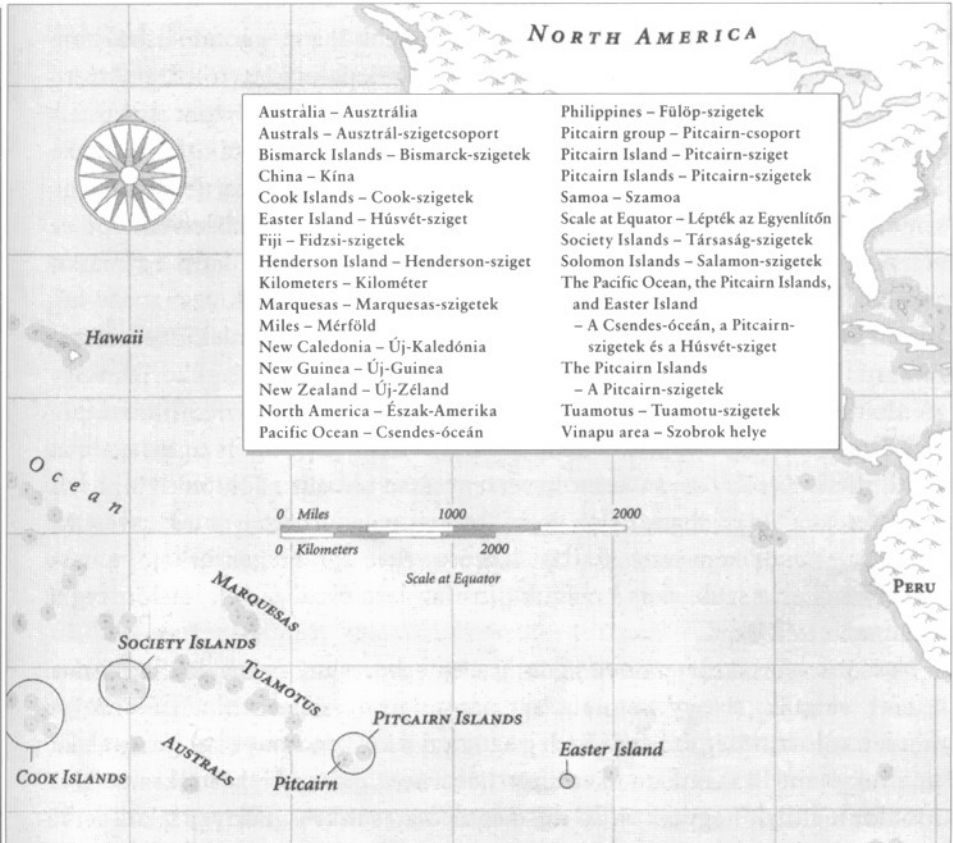 NORTH AMERICA
Australia – Ausztrália
Australs – Ausztrál-szigetcsoport
Bismarck Islands – Bismarck-szigetek
China – Kína
Cook Islands – Cook-szigetek
Easter Island – Húsvét-sziget
Fiji – Fidzsi-szigetek
Henderson Island – Henderson-sziget
Kilometers – Kilométer
Marquesas – Marquesas-szigetek
Miles – Mérföld
New Caledonia – Új-Kaledónia
New Guinea – Új-Guinea
New Zealand – Új-Zéland
North America – Észak-Amerika
Pacific Ocean – Csendes-óceán
Philippines – Fülöp-szigetek
Pitcairn group – Pitcairn-csoport
Pitcairn Island – Pitcairn-sziget
Pitcairn Islands – Pitcairn-szigetek
Samoa – Szamoa
Scale at Equator – Lépték az Egyenlítőn
Society Islands – Társaság-szigetek
Solomon Islands – Salamon-szigetek
The Pacific Ocean, the Pitcairn Islands,
and Easter Island
– A Csendes-óceán, a Pitcairn-
szigetek és a Húsvét-sziget
The Pitcairn Islands
– A Pitcairn-szigetek
Tuamotus – Tuamotu-szigetek
Vinapu area – Szobrok helye
Hawaii
Ocean
0 Miles 1000 2000
0 Kilometers 2000
Scale at Equator
PERU
MARQUESAS
SOCIETY ISLANDS
TUAMOTUS
PITCAIRN ISLANDS
AUSTRALS
Easter Island
COOK ISLANDS
Pitcairn